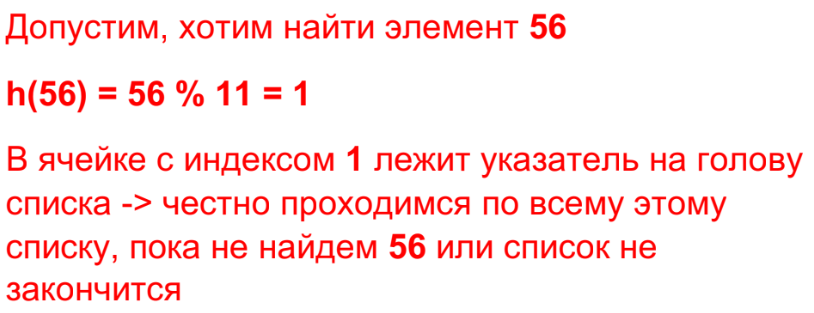 Допустим, хотим найти элемент 56
h(56) = 56 % 11 = 1
В ячейке с индексом 1 лежит указатель на голову
списка -> честно проходимся по всему этому
списку, пока не найдем 56 или список не
закончится